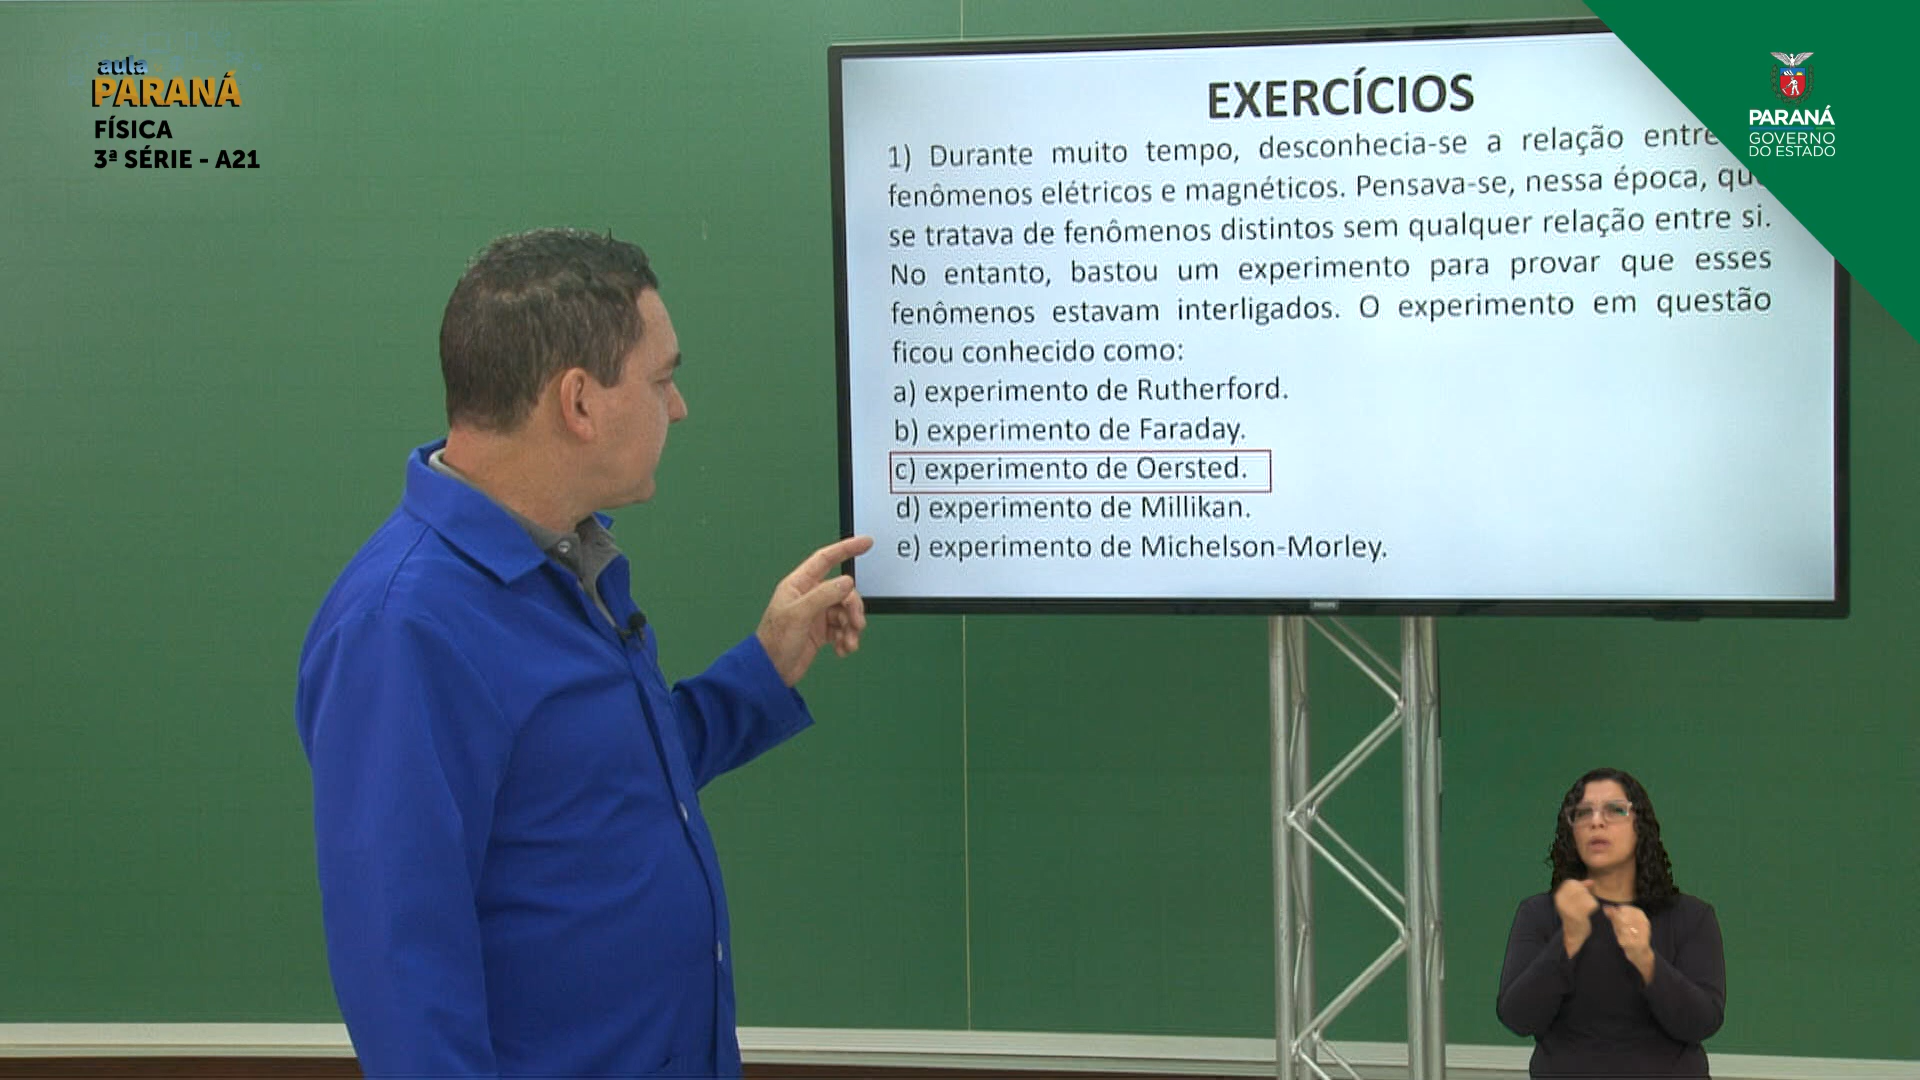 aula
PARANÁ
FÍSICA
3ª SÉRIE - A21
EXERCÍCIOS
1) Durante muito tempo, desconhecia-se a relação entre
fenômenos elétricos e magnéticos. Pensava-se, nessa época, que
se tratava de fenômenos distintos sem qualquer relação entre si.
No entanto, bastou um experimento para provar que esses
fenômenos estavam interligados. O experimento em questão
ficou conhecido como:
a) experimento de Rutherford.
b) experimento de Faraday.
c) experimento de Oersted.
d) experimento de Millikan.
e) experimento de Michelson-Morley.
PARANÁ
GOVERNO
DO ESTADO